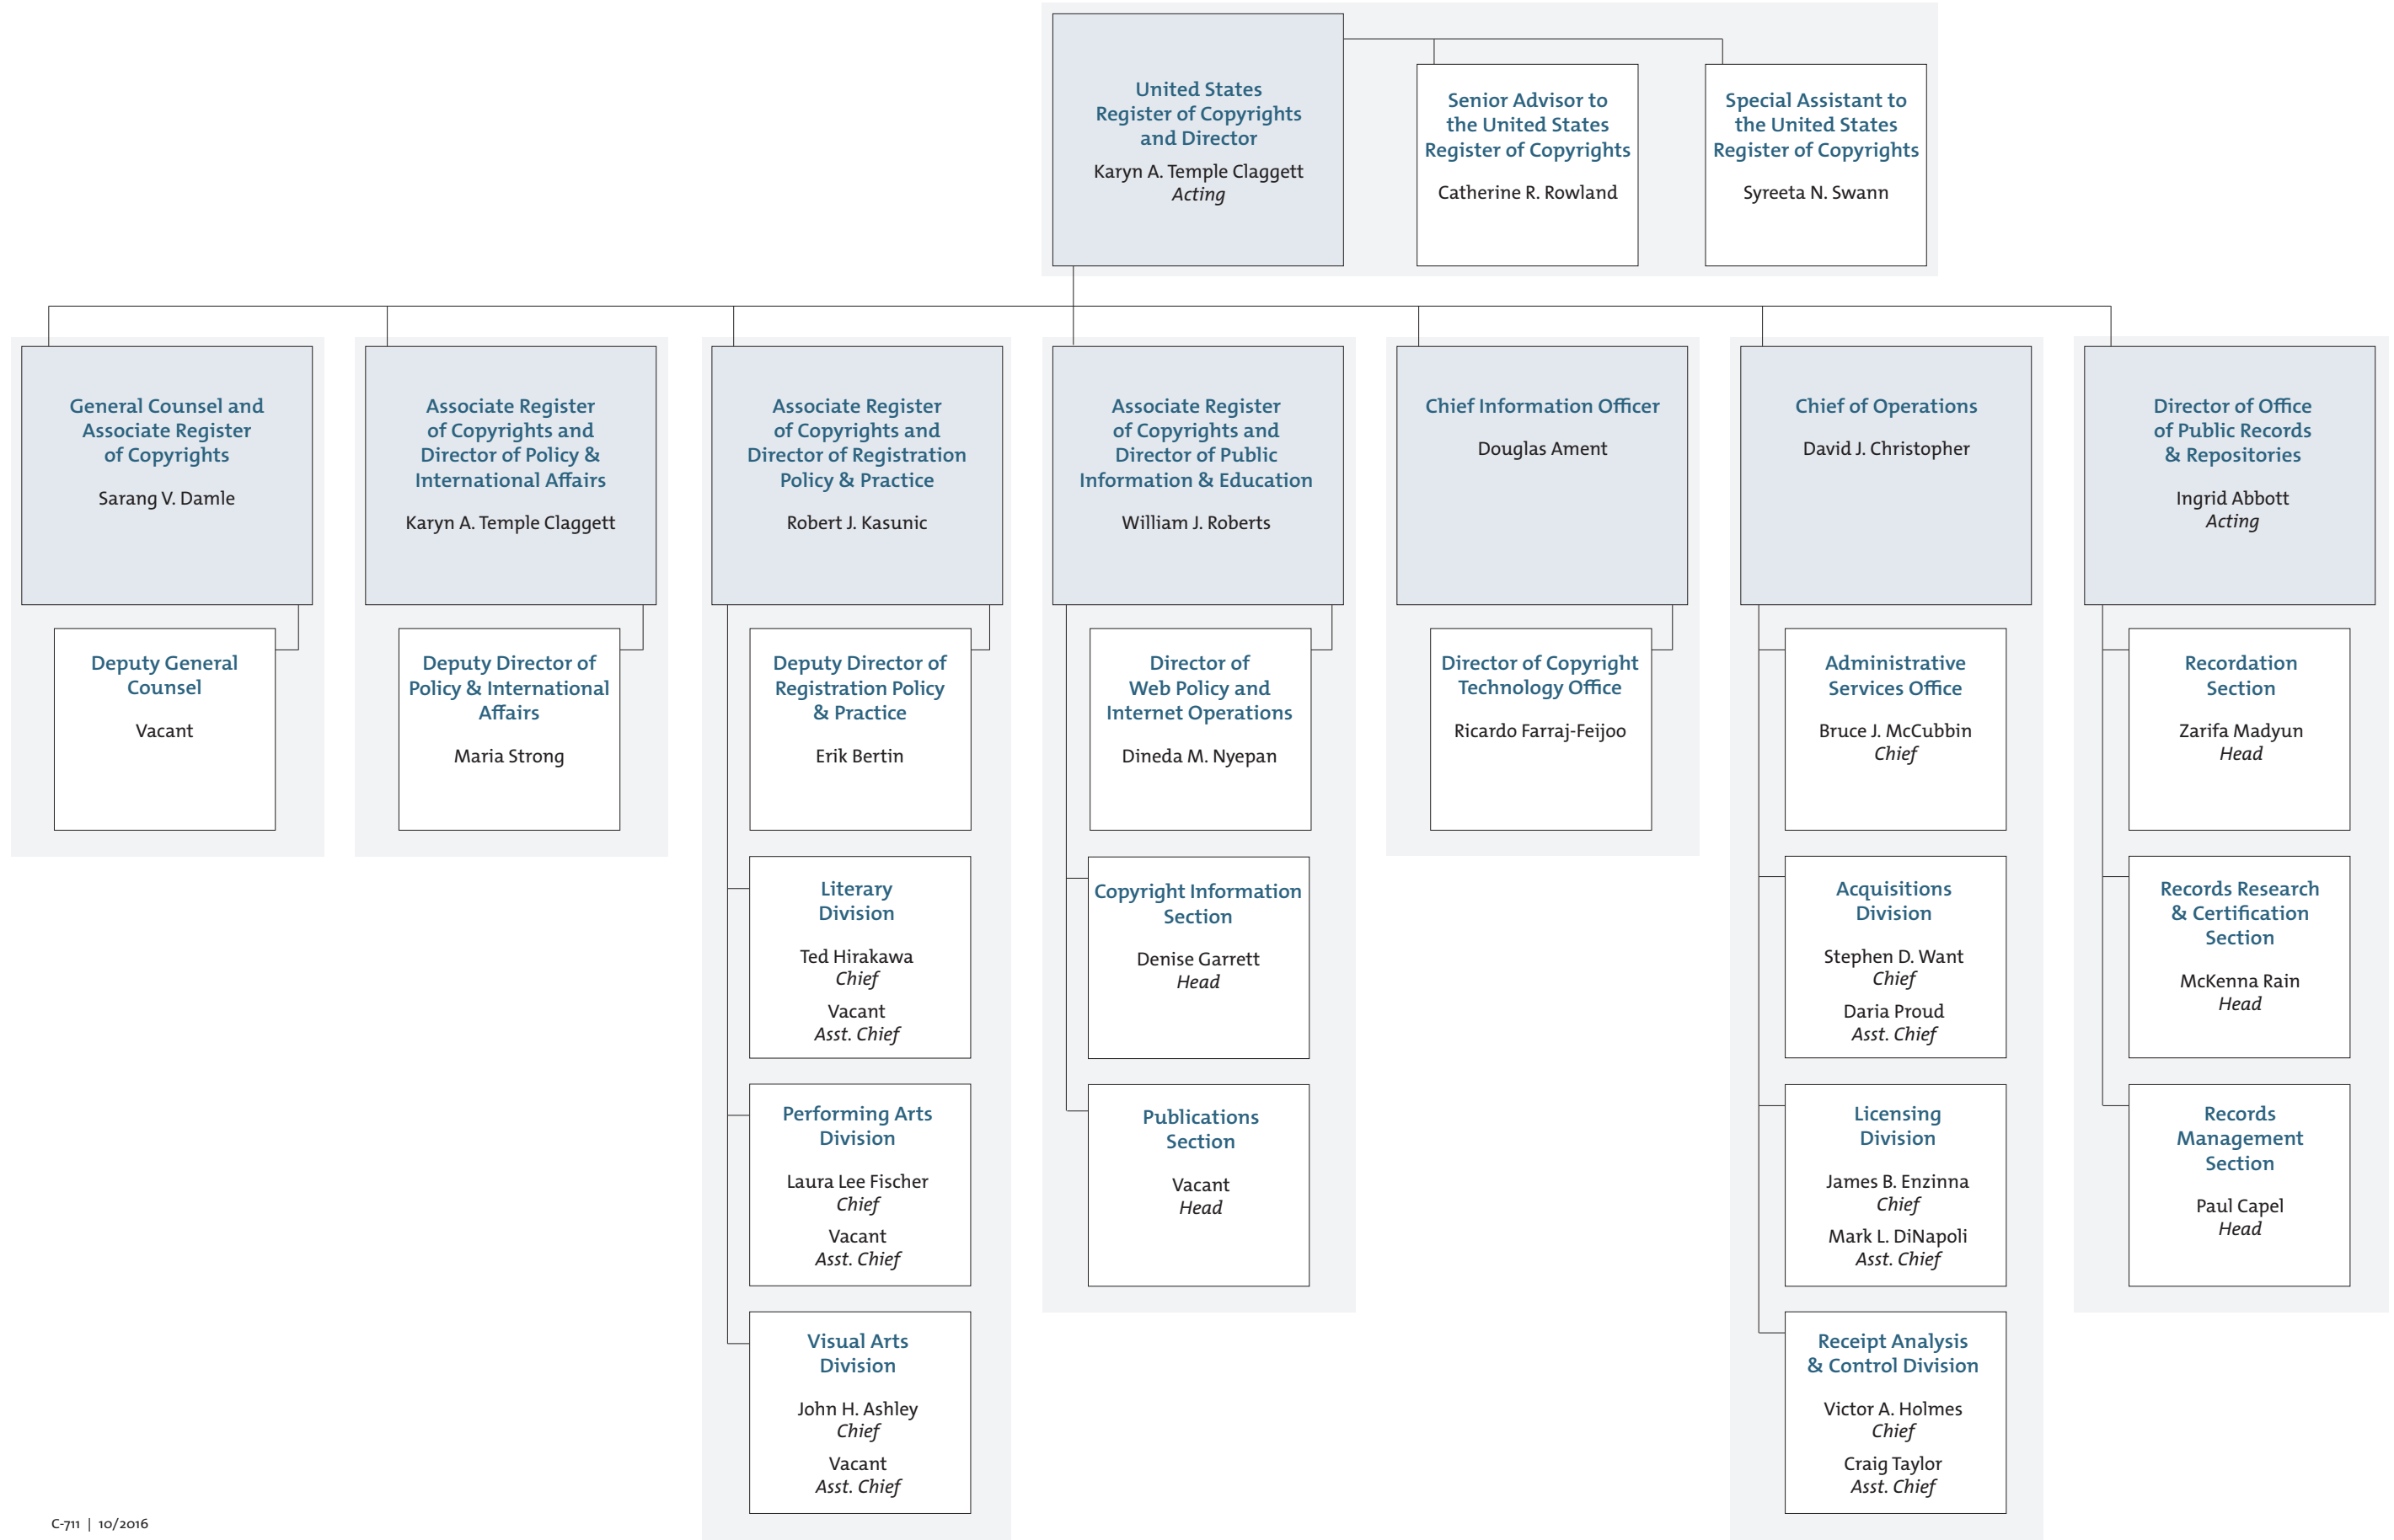 United States
Register of Copyrights
and Director
Karyn A. Temple Claggett
Acting
Senior Advisor to
the United States
Register of Copyrights
Catherine R. Rowland
Special Assistant to
the United States
Register of Copyrights
Syreeta N. Swann
General Counsel and
Associate Register
of Copyrights
Sarang V. Damle
Deputy General
Counsel
Vacant
Associate Register
of Copyrights and
Director of Policy &
International Affairs
Karyn A. Temple Claggett
Deputy Director of
Policy & International
Affairs
Maria Strong
Associate Register
of Copyrights and
Director of Registration
Policy & Practice
Robert J. Kasunic
Deputy Director of
Registration Policy
& Practice
Erik Bertin
Literary
Division
Ted Hirakawa
Chief
Vacant
Asst. Chief
Performing Arts
Division
Laura Lee Fischer
Chief
Vacant
Asst. Chief
Visual Arts
Division
John H. Ashley
Chief
Vacant
Asst. Chief
Associate Register
of Copyrights and
Director of Public
Information & Education
William J. Roberts
Director of
Web Policy and
Internet Operations
Dineda M. Nyepan
Copyright Information
Section
Denise Garrett
Head
Publications
Section
Vacant
Head
Chief Information Officer
Douglas Ament
Director of Copyright
Technology Office
Ricardo Farraj-Feijoo
Chief of Operations
David J. Christopher
Administrative
Services Office
Bruce J. McCubbin
Chief
Acquisitions
Division
Stephen D. Want
Chief
Daria Proud
Asst. Chief
Licensing
Division
James B. Enzinna
Chief
Mark L. DiNapoli
Asst. Chief
Receipt Analysis
& Control Division
Victor A. Holmes
Chief
Craig Taylor
Asst. Chief
Director of Office
of Public Records
& Repositories
Ingrid Abbott
Acting
Recordation
Section
Zarifa Madyun
Head
Records Research
& Certification
Section
McKenna Rain
Head
Records
Management
Section
Paul Capel
Head
C-711 | 10/2016